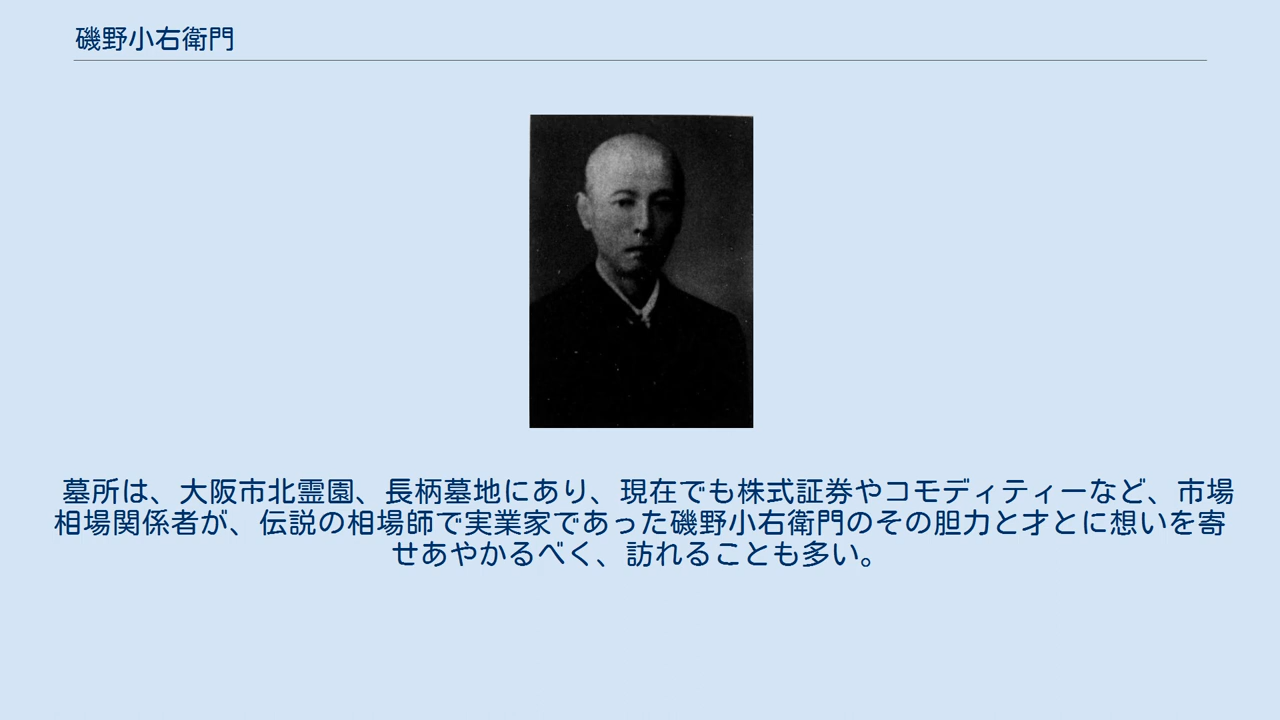 磯野小右衛門
墓所は、大阪市北霊園、長柄墓地にあり、現在でも株式証券やコモディティーなど、市場
相場関係者が、伝説の相場師で実業家であった磯野小右衛門のその胆力と才とに想いを寄
せあやかるべく、訪れることも多い。